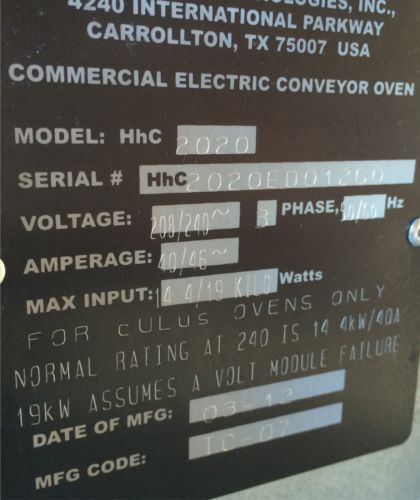 4240 INTERNATIONAL PARKWAY
CARROLLTON, TX 75007 USA
COMMERCIAL ELECTRIC CONVEYOR OVEN
MODEL: HhC 2020
SERIAL # HhC 2020ED01260
VOLTAGE: 208/240~ 3 PHASE, 50/60 Hz
AMPERAGE: 40/46~
MAX INPUT: 14 4/19 KILO Watts
FOR CULUS OVENS ONLY
NORMAL RATING AT 240 IS 14 4kW/40A
19kW ASSUMES A VOLT MODULE FAILURE
DATE OF MFG: 03-12
MFG CODE: TC-07